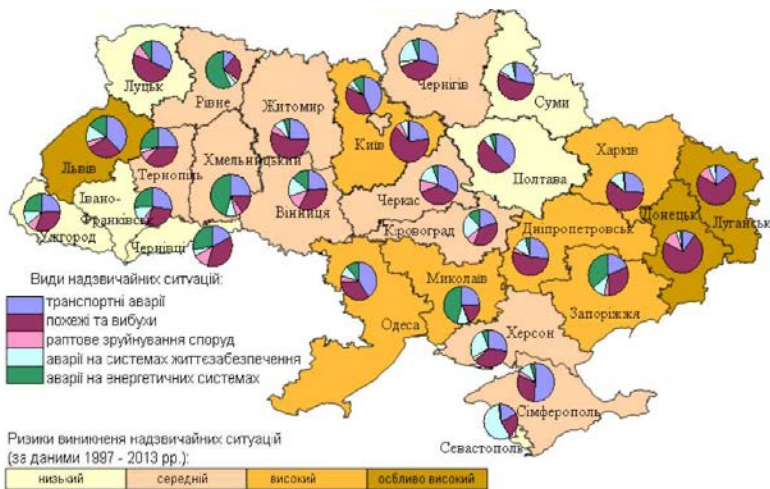 Луцьк
Рівне
Житомир
Київ
Чернігів
Суми
Львів
Тернопіль
Хмельницький
Вінниця
Черкас
Полтава
Харків
Луганськ
Донецьк
Ужгород
Івано-
Франківськ
Чернівці
Кіровоград
Дніпропетровськ
Запоріжжя
Миколаїв
Одеса
Херсон
Сімферополь
Севастополь
Види надзвичайних ситуацій:
транспортні аварії
пожежі та вибухи
раптове зруйнування споруд
аварії на системах життєзабезпечення
аварії на енергетичних системах
Ризики виникненя надзвичайних ситуацій
(за даними 1997 - 2013 рр.):
низький середній високий осбливо високий